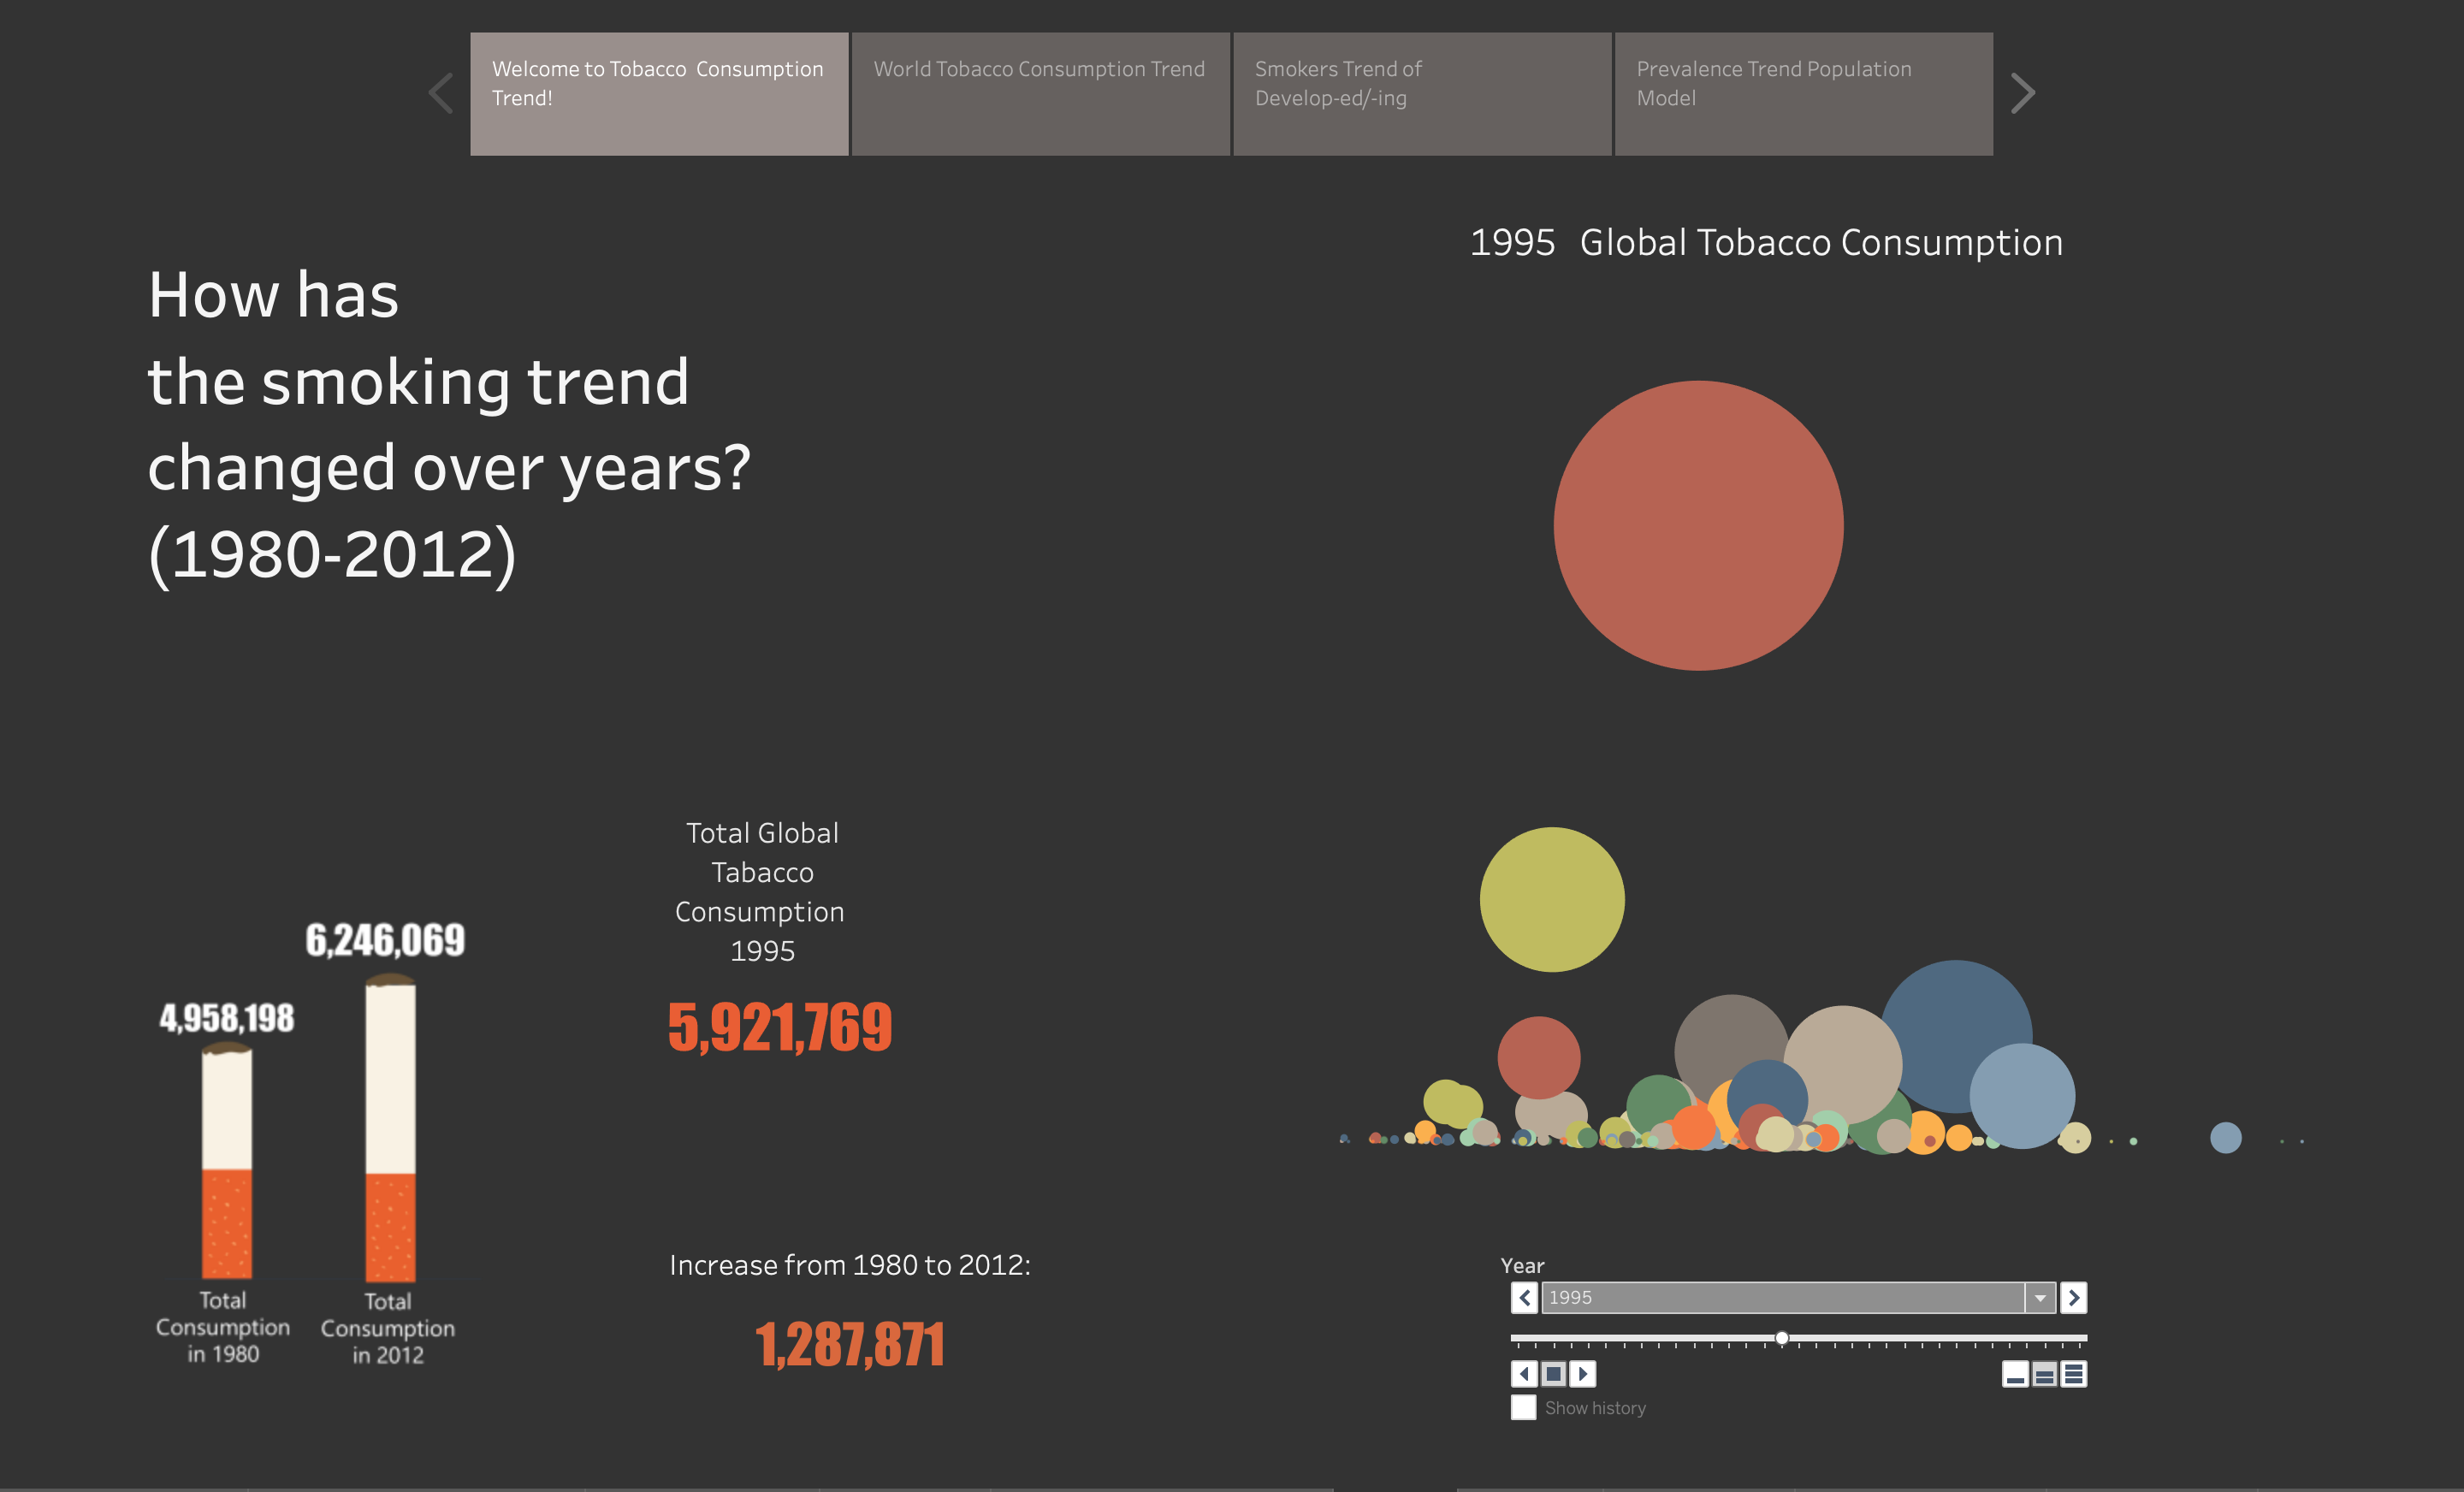 Welcome to Tobacco Consumption
Trend!
World Tobacco Consumption Trend
Smokers Trend of
Develop-ed/-ing
Prevalence Trend Population
Model
How has
the smoking trend
changed over years?
(1980-2012)
1995 Global Tobacco Consumption
Total Global
Tabacco
Consumption
1995
5,921,769
6,246,069
4,958,198
Total
Consumption
in 1980
Total
Consumption
in 2012
Increase from 1980 to 2012:
1,287,871
Year
1995
Show history